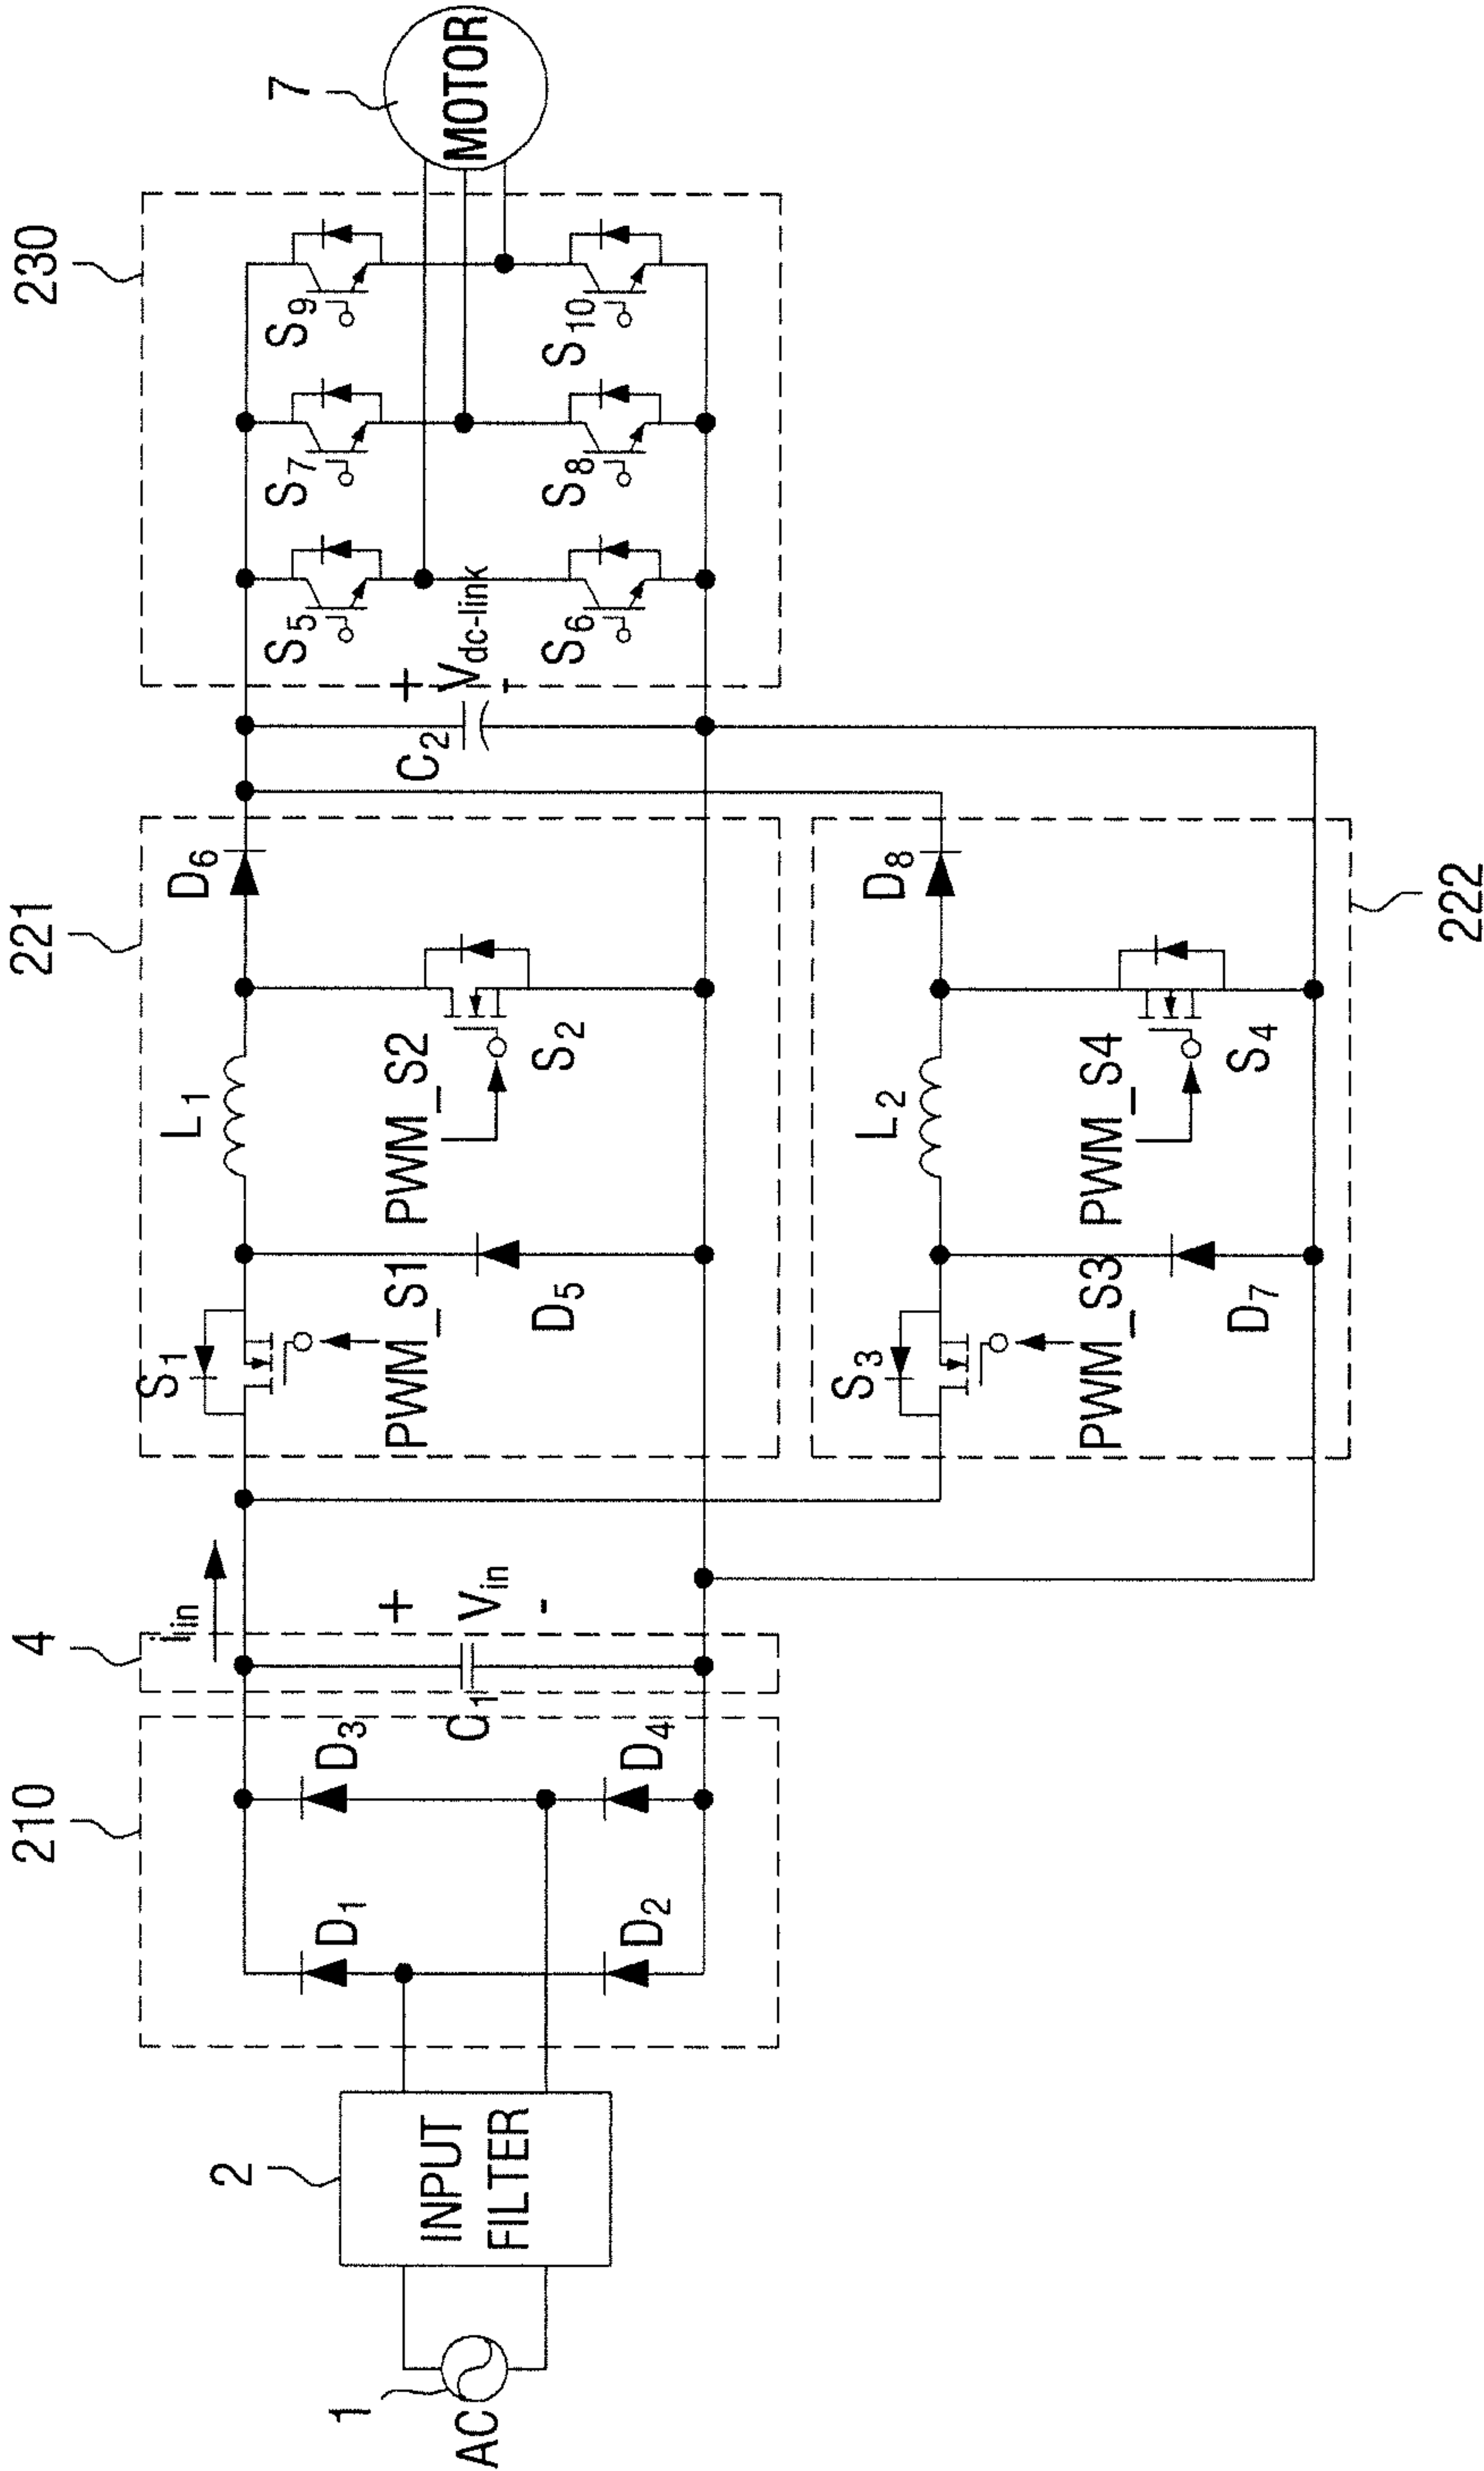 210
4
221
230
7
D1
D3
D2
D4
C1
iin
+
Vin
-
S1
L1
D6
PWM_S1
PWM_S2
D5
S2
C2
+
Vdc-link
-
S5
S7
S9
S6
S8
S10
MOTOR
2
INPUT
FILTER
1
AC
S3
L2
D8
PWM_S3
PWM_S4
D7
S4
222